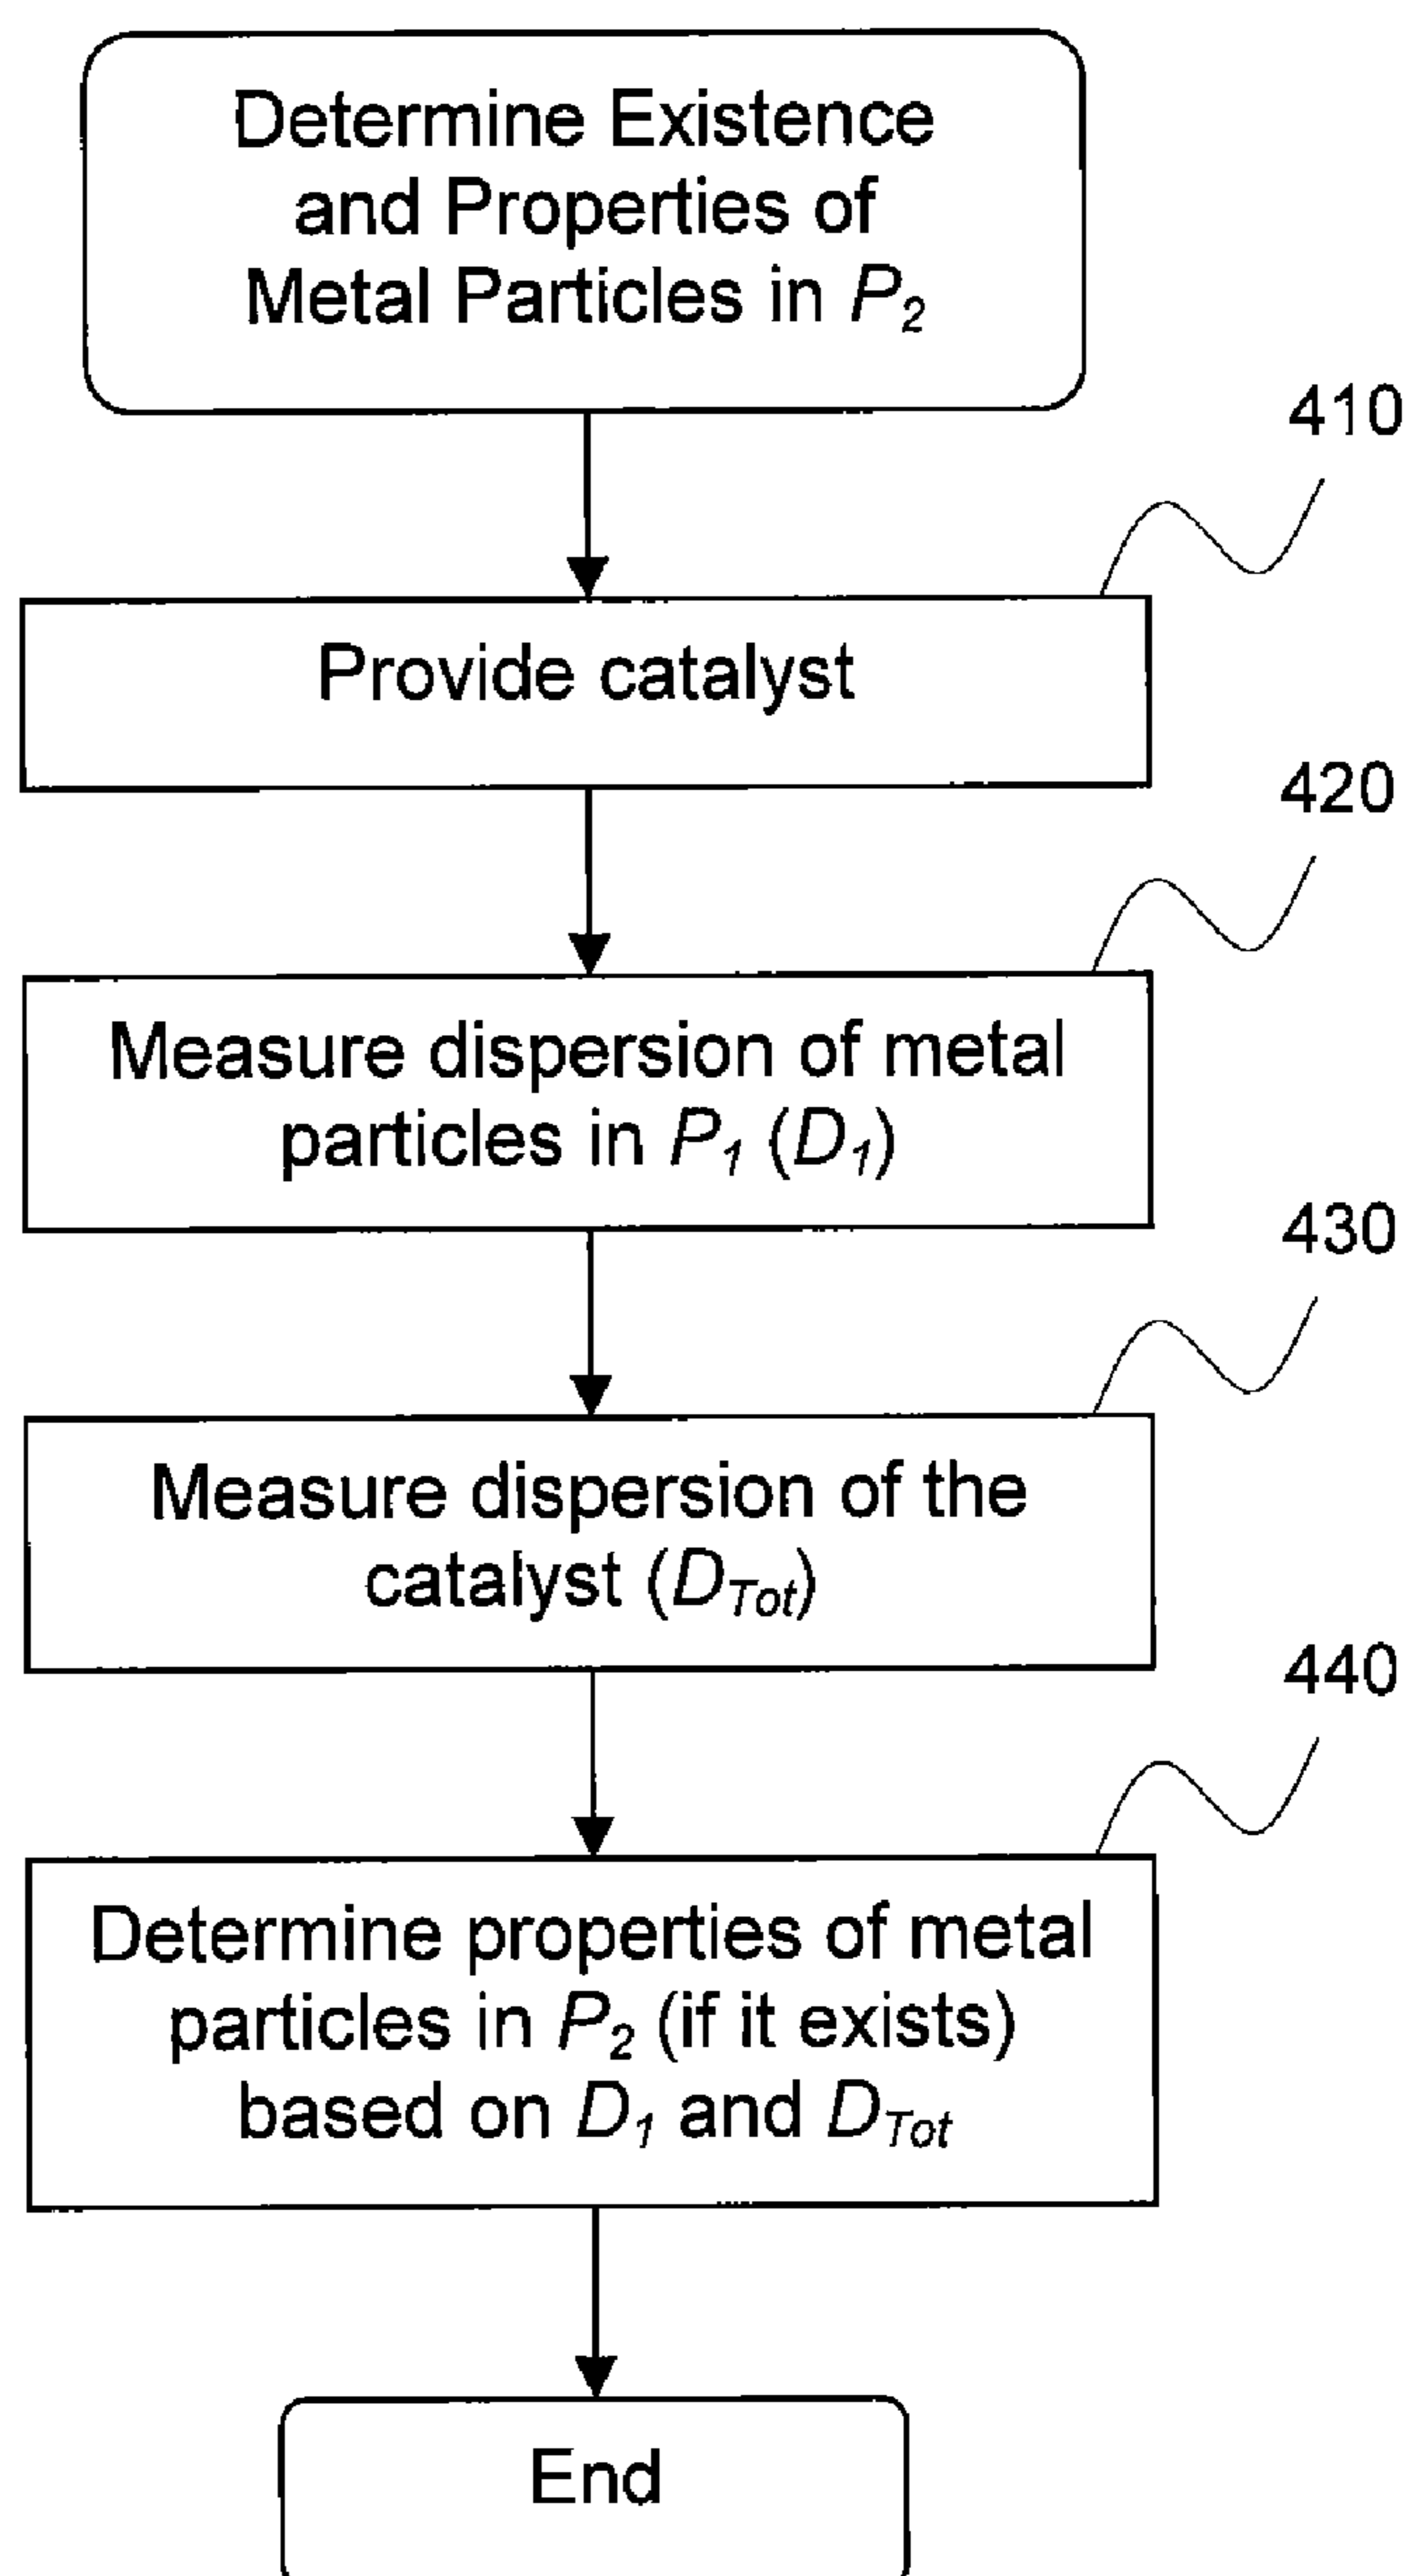 Determine Existence
and Properties of
Metal Particles in P₂
410
Provide catalyst
420
Measure dispersion of metal
particles in P₁ (D₁)
430
Measure dispersion of the
catalyst (D_Tot)
440
Determine properties of metal
particles in P₂ (if it exists)
based on D₁ and D_Tot
End